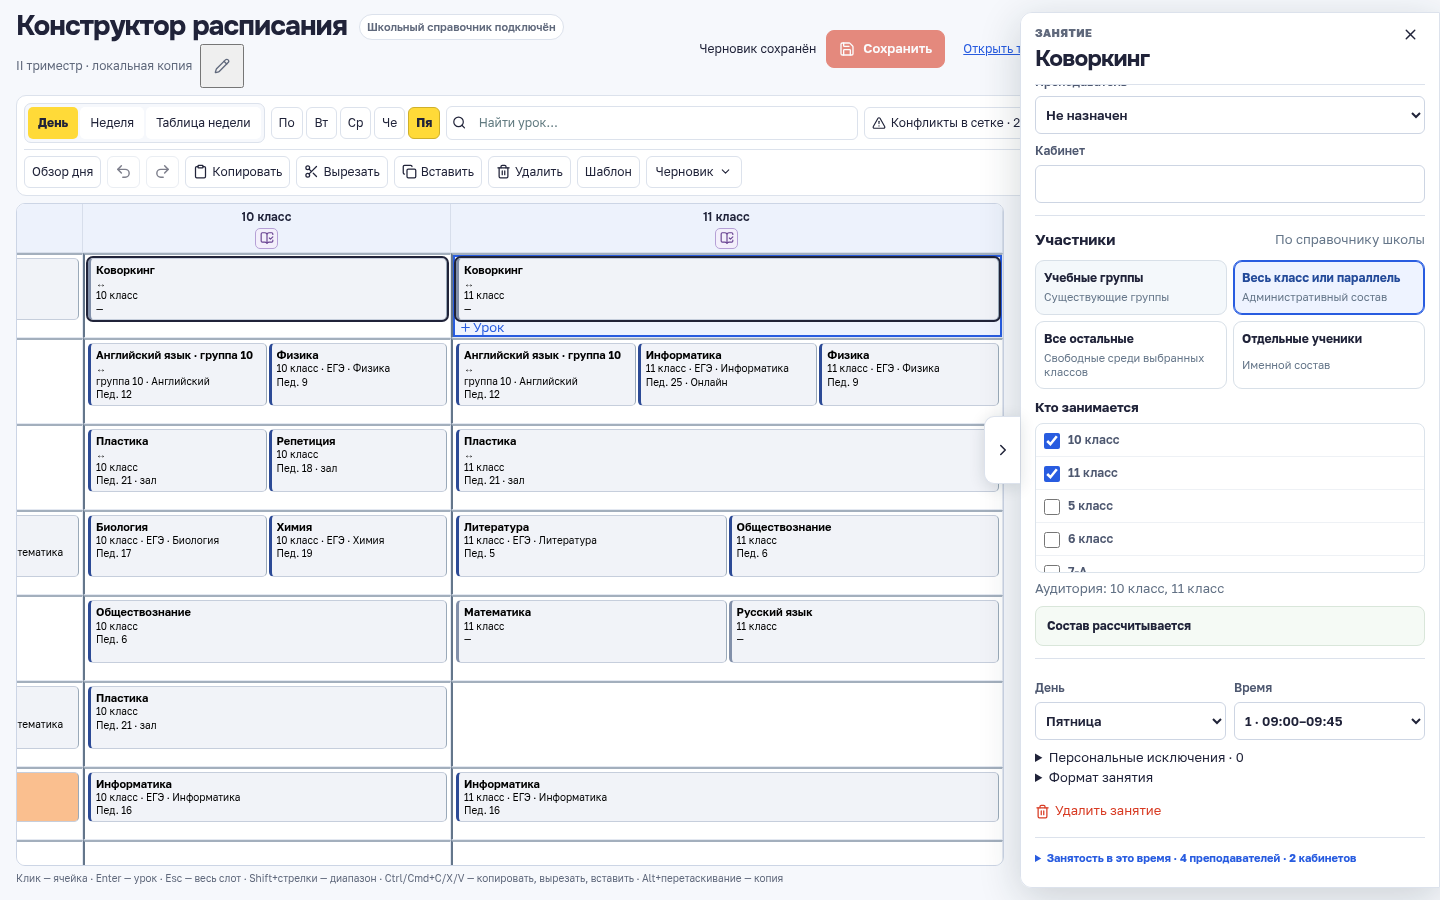 Конструктор расписания
Школьный справочник подключён
II триместр · локальная копия
Черновик сохранён
Сохранить
Открыть т
День
Неделя
Таблица недели
По
Вт
Ср
Че
Пя
Найти урок...
Конфликты в сетке · 2
Обзор дня
Копировать
Вырезать
Вставить
Удалить
Шаблон
Черновик
10 класс
11 класс
Коворкинг
↔
10 класс
—
Коворкинг
↔
11 класс
—
+ Урок
Английский язык · группа 10
↔
группа 10 · Английский
Пед. 12
Физика
10 класс · ЕГЭ · Физика
Пед. 9
Английский язык · группа 10
↔
группа 10 · Английский
Пед. 12
Информатика
11 класс · ЕГЭ · Информатика
Пед. 25 · Онлайн
Физика
11 класс · ЕГЭ · Физика
Пед. 9
Пластика
↔
10 класс
Пед. 21 · зал
Репетиция
10 класс
Пед. 18 · зал
Пластика
↔
11 класс
Пед. 21 · зал
тематика
Биология
10 класс · ЕГЭ · Биология
Пед. 17
Химия
10 класс · ЕГЭ · Химия
Пед. 19
Литература
11 класс · ЕГЭ · Литература
Пед. 5
Обществознание
11 класс
Пед. 6
Обществознание
10 класс
Пед. 6
Математика
11 класс
—
Русский язык
11 класс
—
тематика
Пластика
10 класс
Пед. 21 · зал
Информатика
10 класс · ЕГЭ · Информатика
Пед. 16
Информатика
11 класс · ЕГЭ · Информатика
Пед. 16
Клик — ячейка · Enter — урок · Esc — весь слот · Shift+стрелки — диапазон · Ctrl/Cmd+C/X/V — копировать, вырезать, вставить · Alt+перетаскивание — копия
ЗАНЯТИЕ
Коворкинг
Преподаватель
Не назначен
Кабинет
Участники
По справочнику школы
Учебные группы
Существующие группы
Весь класс или параллель
Административный состав
Все остальные
Свободные среди выбранных
классов
Отдельные ученики
Именной состав
Кто занимается
10 класс
11 класс
5 класс
6 класс
7-А
Аудитория: 10 класс, 11 класс
Состав рассчитывается
День
Время
Пятница
1 · 09:00–09:45
Персональные исключения · 0
Формат занятия
Удалить занятие
Занятость в это время · 4 преподавателей · 2 кабинетов